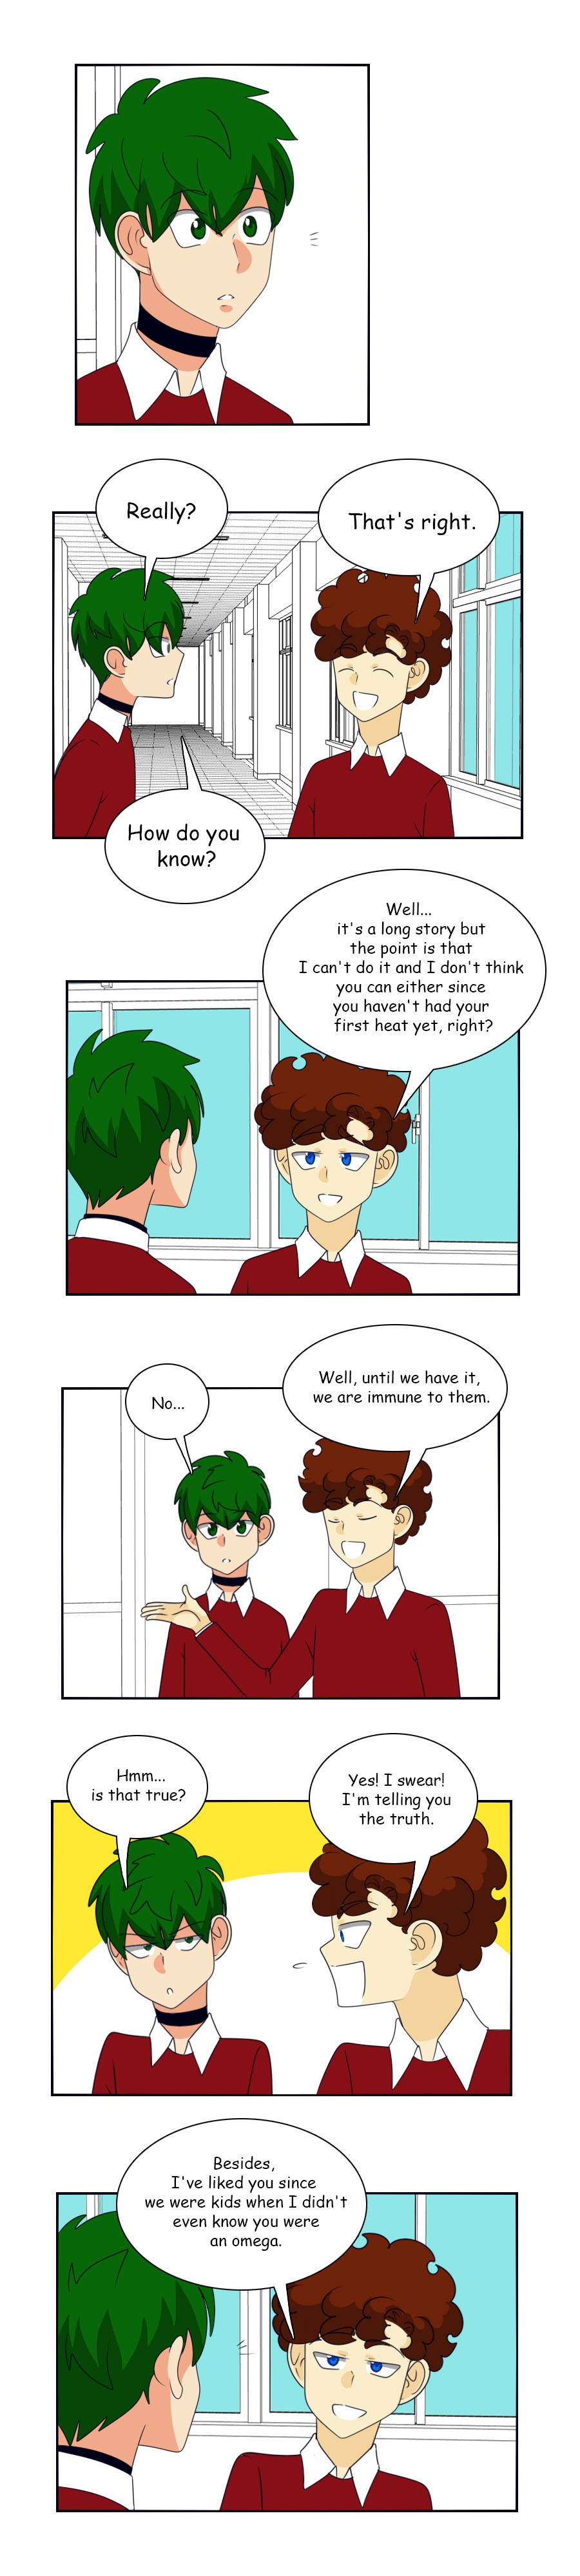 Really?
That's right.
How do you
know?
Well...
it's a long story but
the point is that
I can't do it and I don't think
you can either since
you haven't had your
first heat yet, right?
No...
Well, until we have it,
we are immune to them.
Hmm...
is that true?
Yes! I swear!
I'm telling you
the truth.
Besides,
I've liked you since
we were kids when I didn't
even know you were
an omega.